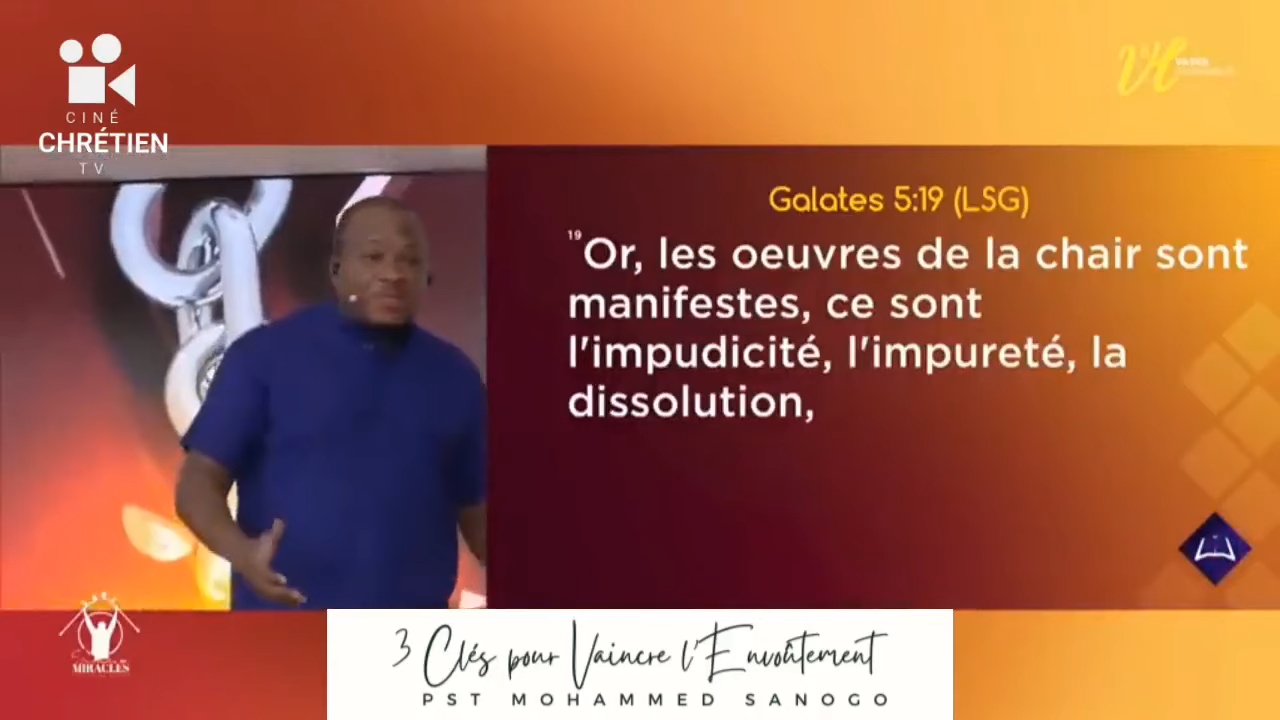 CINÉ
CHRÉTIEN
TV
Galates 5:19 (LSG)
19 Or, les oeuvres de la chair sont
manifestes, ce sont
l'impudicité, l'impureté, la
dissolution,
MIRACLES
3 Clés pour Vaincre l'Envoûtement
PST MOHAMMED SANOGO